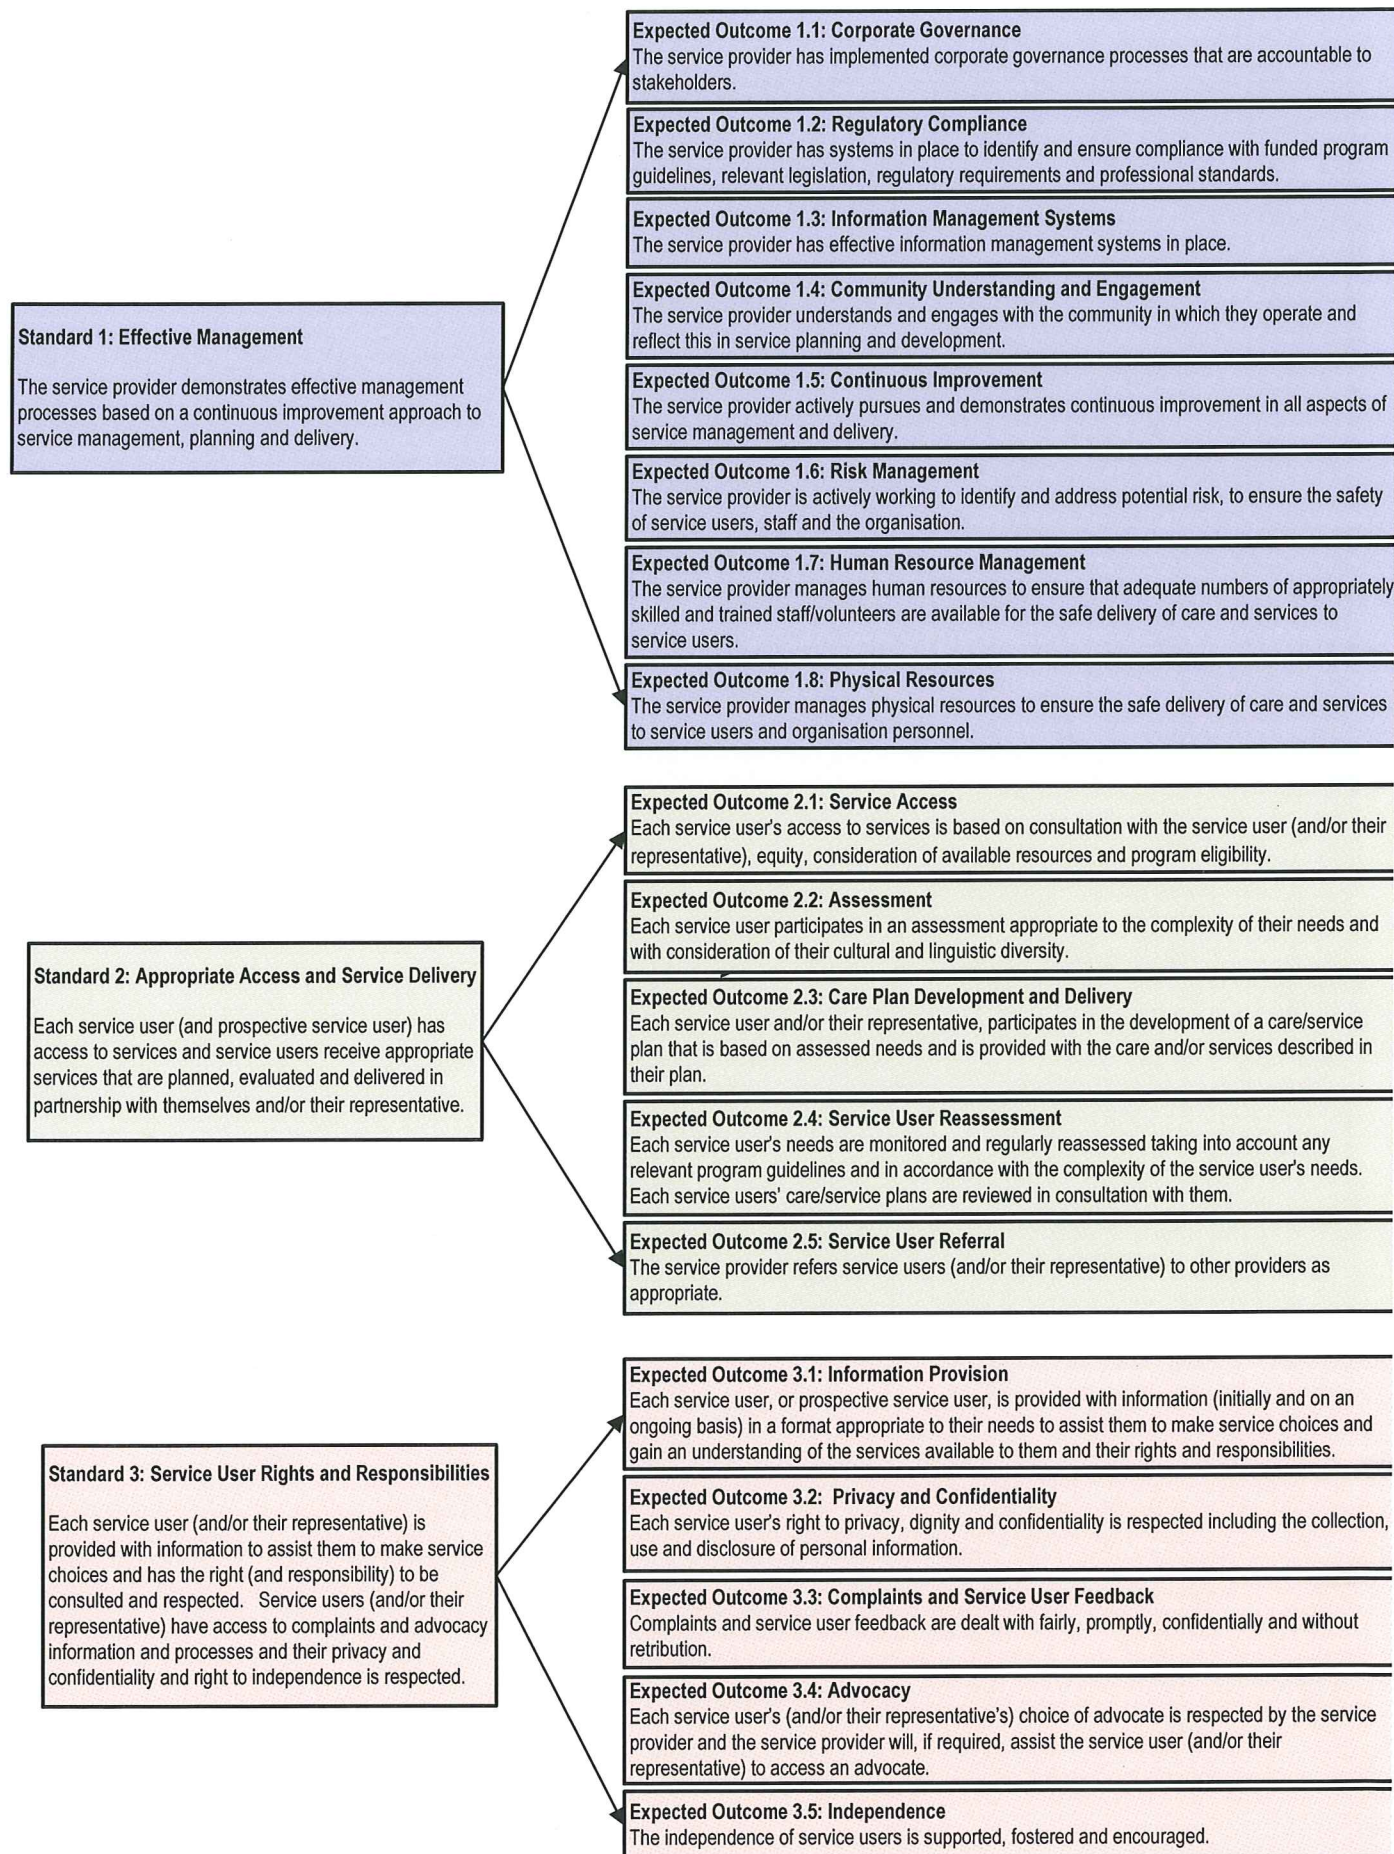 Expected Outcome 1.1: Corporate Governance
The service provider has implemented corporate governance processes that are accountable to
stakeholders.
Expected Outcome 1.2: Regulatory Compliance
The service provider has systems in place to identify and ensure compliance with funded program
guidelines, relevant legislation, regulatory requirements and professional standards.
Expected Outcome 1.3: Information Management Systems
The service provider has effective information management systems in place.
Expected Outcome 1.4: Community Understanding and Engagement
The service provider understands and engages with the community in which they operate and
reflect this in service planning and development.
Standard 1: Effective Management
The service provider demonstrates effective management
processes based on a continuous improvement approach to
service management, planning and delivery.
Expected Outcome 1.5: Continuous Improvement
The service provider actively pursues and demonstrates continuous improvement in all aspects of
service management and delivery.
Expected Outcome 1.6: Risk Management
The service provider is actively working to identify and address potential risk, to ensure the safety
of service users, staff and the organisation.
Expected Outcome 1.7: Human Resource Management
The service provider manages human resources to ensure that adequate numbers of appropriately
skilled and trained staff/volunteers are available for the safe delivery of care and services to
service users.
Expected Outcome 1.8: Physical Resources
The service provider manages physical resources to ensure the safe delivery of care and services
to service users and organisation personnel.
Expected Outcome 2.1: Service Access
Each service user's access to services is based on consultation with the service user (and/or their
representative), equity, consideration of available resources and program eligibility.
Expected Outcome 2.2: Assessment
Each service user participates in an assessment appropriate to the complexity of their needs and
with consideration of their cultural and linguistic diversity.
Standard 2: Appropriate Access and Service Delivery
Each service user (and prospective service user) has
access to services and service users receive appropriate
services that are planned, evaluated and delivered in
partnership with themselves and/or their representative.
Expected Outcome 2.3: Care Plan Development and Delivery
Each service user and/or their representative, participates in the development of a care/service
plan that is based on assessed needs and is provided with the care and/or services described in
their plan.
Expected Outcome 2.4: Service User Reassessment
Each service user's needs are monitored and regularly reassessed taking into account any
relevant program guidelines and in accordance with the complexity of the service user's needs.
Each service users' care/service plans are reviewed in consultation with them.
Expected Outcome 2.5: Service User Referral
The service provider refers service users (and/or their representative) to other providers as
appropriate.
Expected Outcome 3.1: Information Provision
Each service user, or prospective service user, is provided with information (initially and on an
ongoing basis) in a format appropriate to their needs to assist them to make service choices and
gain an understanding of the services available to them and their rights and responsibilities.
Standard 3: Service User Rights and Responsibilities
Each service user (and/or their representative) is
provided with information to assist them to make service
choices and has the right (and responsibility) to be
consulted and respected. Service users (and/or their
representative) have access to complaints and advocacy
information and processes and their privacy and
confidentiality and right to independence is respected.
Expected Outcome 3.2: Privacy and Confidentiality
Each service user's right to privacy, dignity and confidentiality is respected including the collection,
use and disclosure of personal information.
Expected Outcome 3.3: Complaints and Service User Feedback
Complaints and service user feedback are dealt with fairly, promptly, confidentially and without
retribution.
Expected Outcome 3.4: Advocacy
Each service user's (and/or their representative's) choice of advocate is respected by the service
provider and the service provider will, if required, assist the service user (and/or their
representative) to access an advocate.
Expected Outcome 3.5: Independence
The independence of service users is supported, fostered and encouraged.